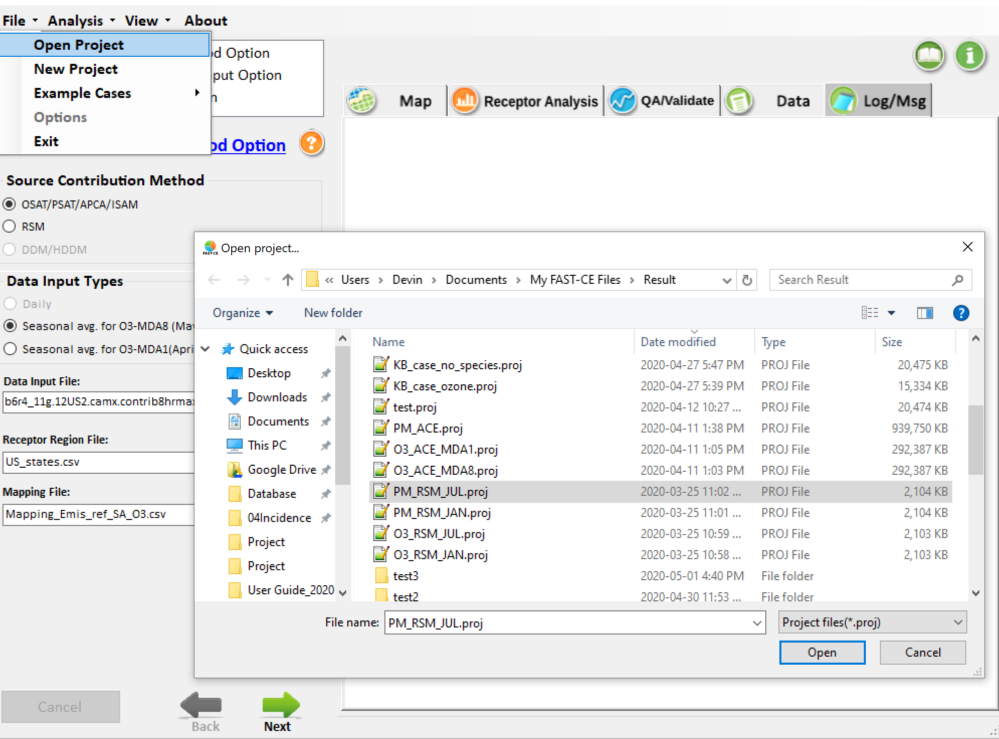 File Analysis View About
Open Project
New Project
Example Cases
Options
Exit
od Option
put Option
n
od Option
?
i
Map Receptor Analysis QA/Validate Data Log/Msg
Source Contribution Method
OSAT/PSAT/APCA/ISAM
RSM
DDM/HDDM
Data Input Types
Daily
Seasonal avg. for O3-MDA8 (May
Seasonal avg. for O3-MDA1(Apri
Data Input File:
b6r4_11g.12US2.camx.contrib8hrmax
Receptor Region File:
US_states.csv
Mapping File:
Mapping_Emis_ref_SA_O3.csv
Cancel
Back
Next
FAST-CE
Open project...
« Users › Devin › Documents › My FAST-CE Files › Result
Search Result
Organize New folder
?
Quick access
Desktop
Downloads
Documents
This PC
Google Drive
Database
04Incidence
Project
Project
User Guide_2020
Name Date modified Type Size
KB_case_no_species.proj 2020-04-27 5:47 PM PROJ File 20,475 KB
KB_case_ozone.proj 2020-04-27 5:39 PM PROJ File 15,334 KB
test.proj 2020-04-12 10:27 ... PROJ File 20,474 KB
PM_ACE.proj 2020-04-11 1:38 PM PROJ File 939,750 KB
O3_ACE_MDA1.proj 2020-04-11 1:05 PM PROJ File 292,387 KB
O3_ACE_MDA8.proj 2020-04-11 1:03 PM PROJ File 292,387 KB
PM_RSM_JUL.proj 2020-03-25 11:02 ... PROJ File 2,104 KB
PM_RSM_JAN.proj 2020-03-25 11:01 ... PROJ File 2,104 KB
O3_RSM_JUL.proj 2020-03-25 10:59 ... PROJ File 2,103 KB
O3_RSM_JAN.proj 2020-03-25 10:58 ... PROJ File 2,103 KB
test3 2020-05-01 4:40 PM File folder
test2 2020-04-30 11:53 ... File folder
File name: PM_RSM_JUL.proj
Project files(*.proj)
Open Cancel